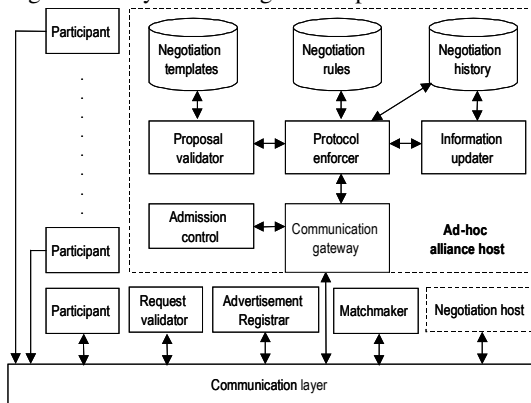 Participant
Negotiation
templates
Negotiation
rules
Negotiation
history
Proposal
validator
Protocol
enforcer
Information
updater
Admission
control
Communication
gateway
Ad-hoc
alliance host
Participant
Participant
Request
validator
Advertisement
Registrar
Matchmaker
Negotiation host
Communication layer